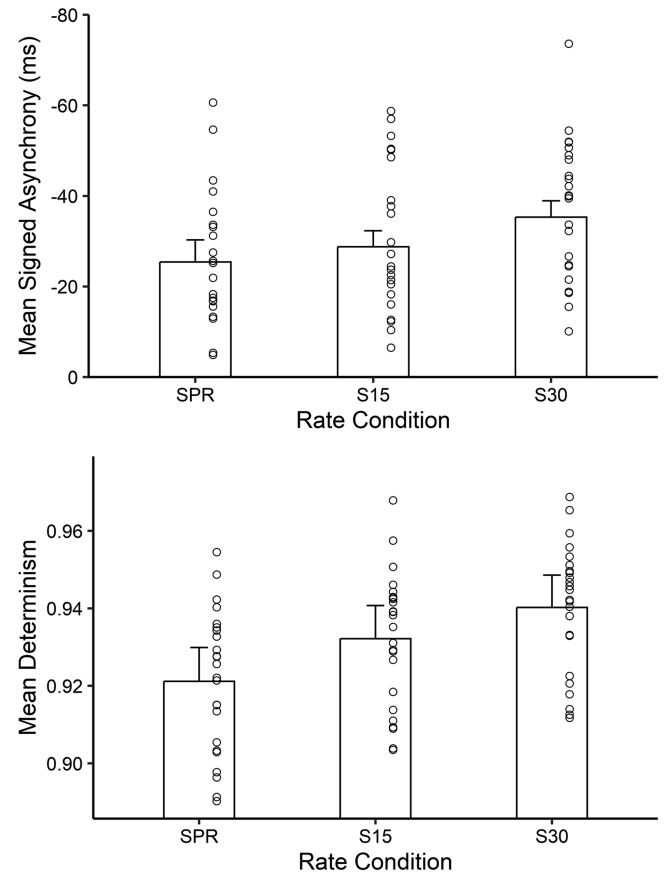 Mean Signed Asynchrony (ms)
-80
-60
-40
-20
0
SPR S15 S30
Rate Condition
Mean Determinism
0.96
0.94
0.92
0.90
SPR S15 S30
Rate Condition